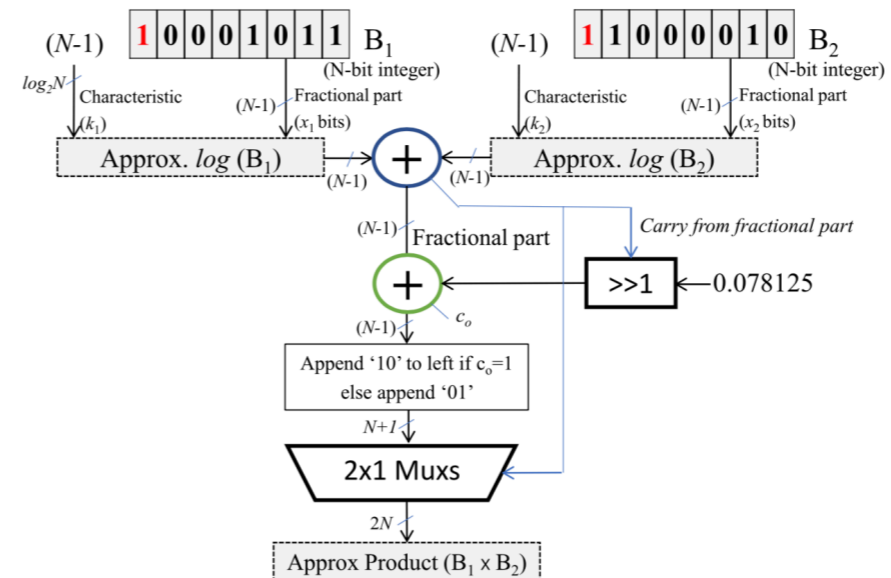 (N-1) 1 0 0 0 1 0 1 1 B1 (N-1) 1 1 0 0 0 0 1 0 B2
(N-bit integer) (N-bit integer)
log2N Characteristic (N-1) Fractional part Characteristic (N-1) Fractional part
(k1) (x1 bits) (k2) (x2 bits)
Approx. log (B1) + Approx. log (B2)
(N-1) (N-1)
(N-1) Fractional part Carry from fractional part
+ >>1 0.078125
(N-1) co
Append ‘10’ to left if co=1
else append ‘01’
N+1
2x1 Muxs
2N
Approx Product (B1 x B2)